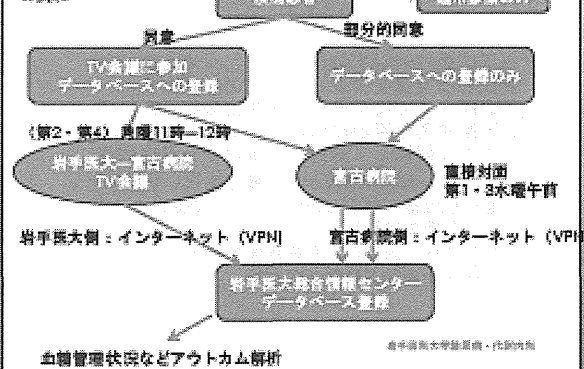 同意
部分的同意
TV会議に参加
データベースへの登録
データベースへの登録のみ
(第2・第4) 月曜11時―12時
岩手医大―宮古病院
TV会議
宮古病院
直接対面
第1・3水曜午前
岩手医大側：インターネット (VPN)
宮古病院側：インターネット (VPN
岩手医大総合情報センター
データベース登録
血糖管理状況などアウトカム解析